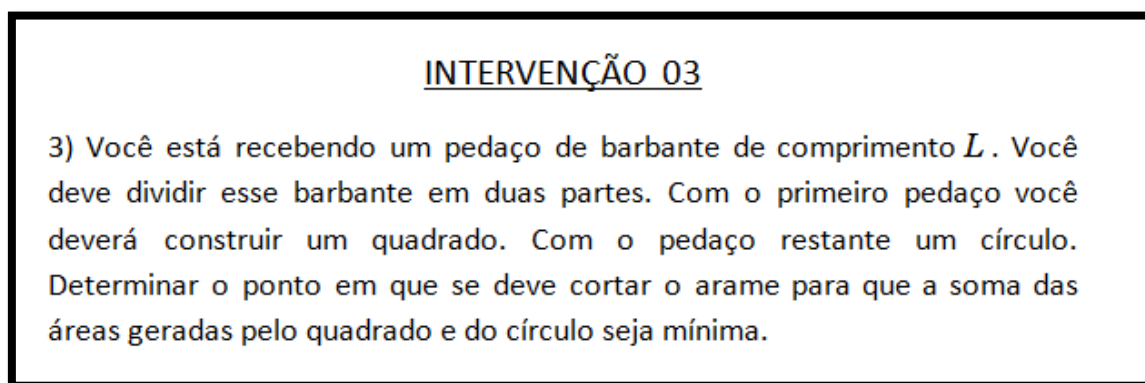 INTERVENÇÃO 03
3) Você está recebendo um pedaço de barbante de comprimento L . Você
deve dividir esse barbante em duas partes. Com o primeiro pedaço você
deverá construir um quadrado. Com o pedaço restante um círculo.
Determinar o ponto em que se deve cortar o arame para que a soma das
áreas geradas pelo quadrado e do círculo seja mínima.